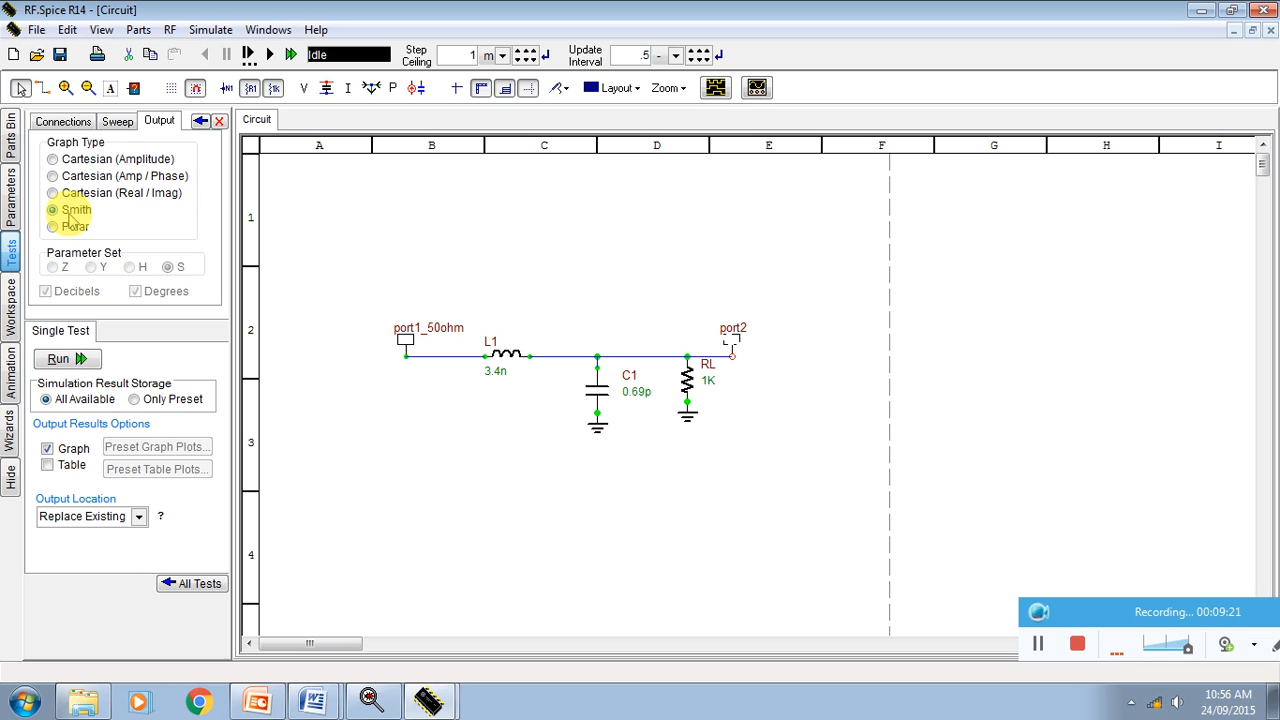 RF.Spice R14 - [Circuit]
File Edit View Parts RF Simulate Windows Help
Idle Step Ceiling 1 m Update Interval .5 -
A +N1 R1 1K V I P Layout Zoom
Connections Sweep Output
Circuit
Graph Type
Cartesian (Amplitude)
Cartesian (Amp / Phase)
Cartesian (Real / Imag)
Smith
Polar
Parameter Set
Z Y H S
Decibels Degrees
Single Test
Run
Simulation Result Storage
All Available Only Preset
Output Results Options
Graph Preset Graph Plots...
Table Preset Table Plots...
Output Location
Replace Existing ?
All Tests
Parts Bin
Parameters
Tests
Workspace
Animation
Wizards
Hide
A B C D E F G H I
1
2
3
4
port1_50ohm
L1
3.4n
C1
0.69p
RL
1K
port2
Recording... 00:09:21
10:56 AM
24/09/2015